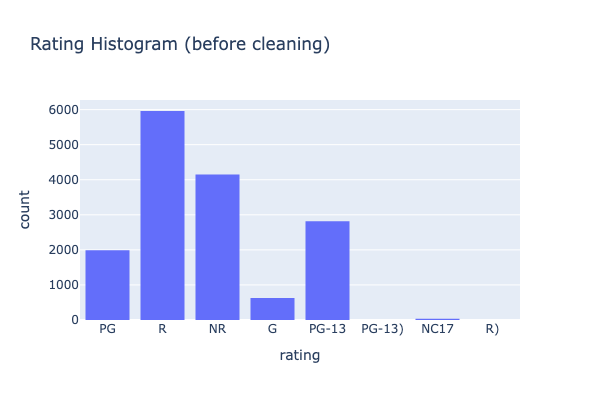 Rating Histogram (before cleaning)
6000
5000
4000
3000
2000
1000
0
count
PG R NR G PG-13 PG-13) NC17 R)
rating